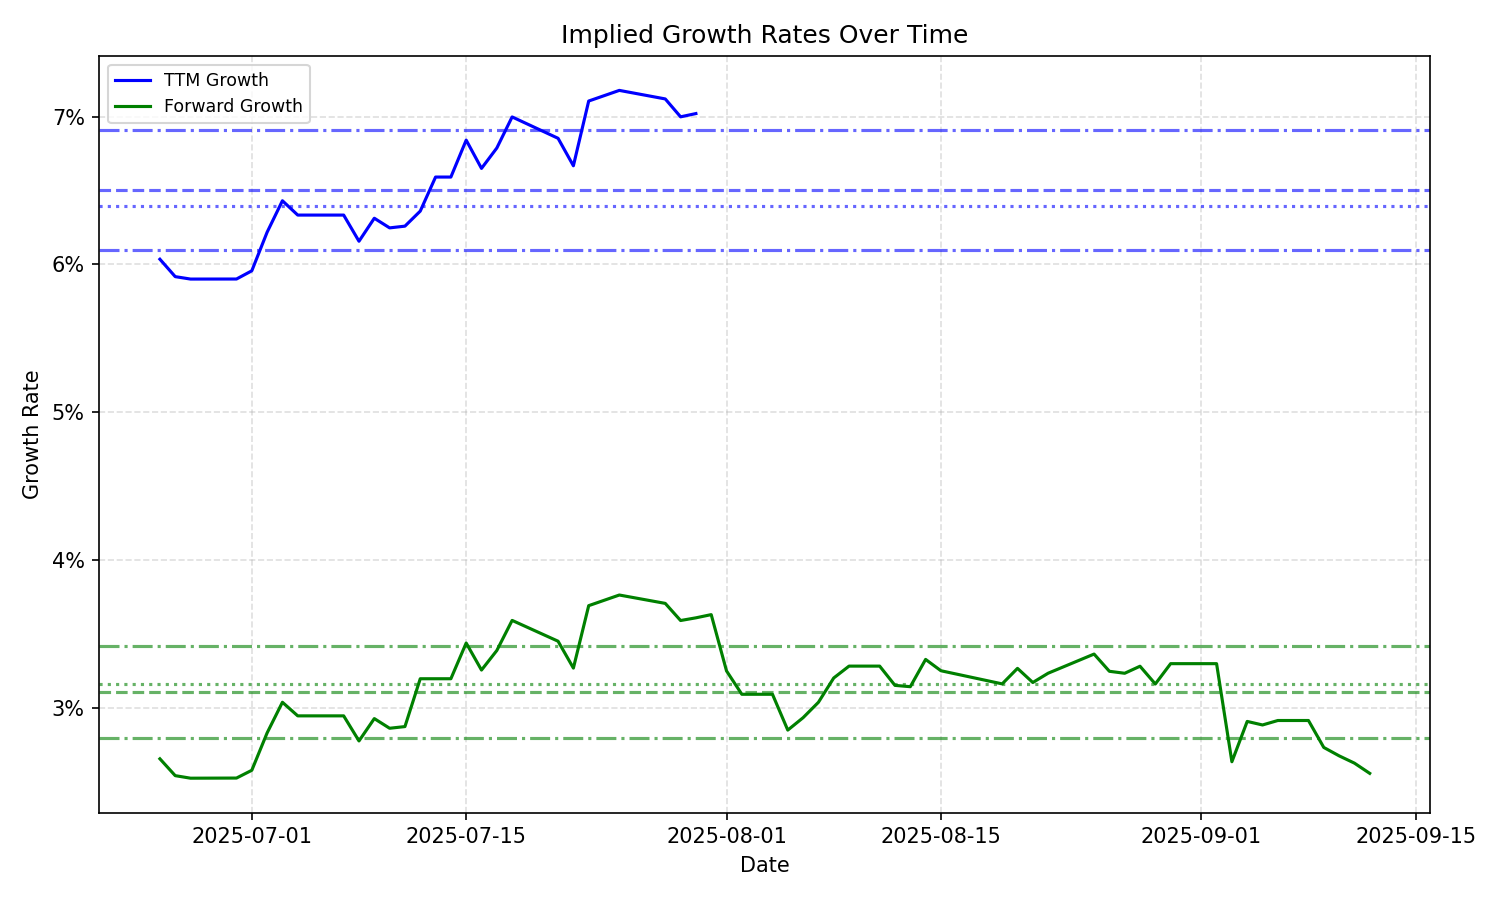 Implied Growth Rates Over Time
TTM Growth
Forward Growth
7%
6%
5%
4%
3%
Growth Rate
2025-07-01
2025-07-15
2025-08-01
2025-08-15
2025-09-01
2025-09-15
Date